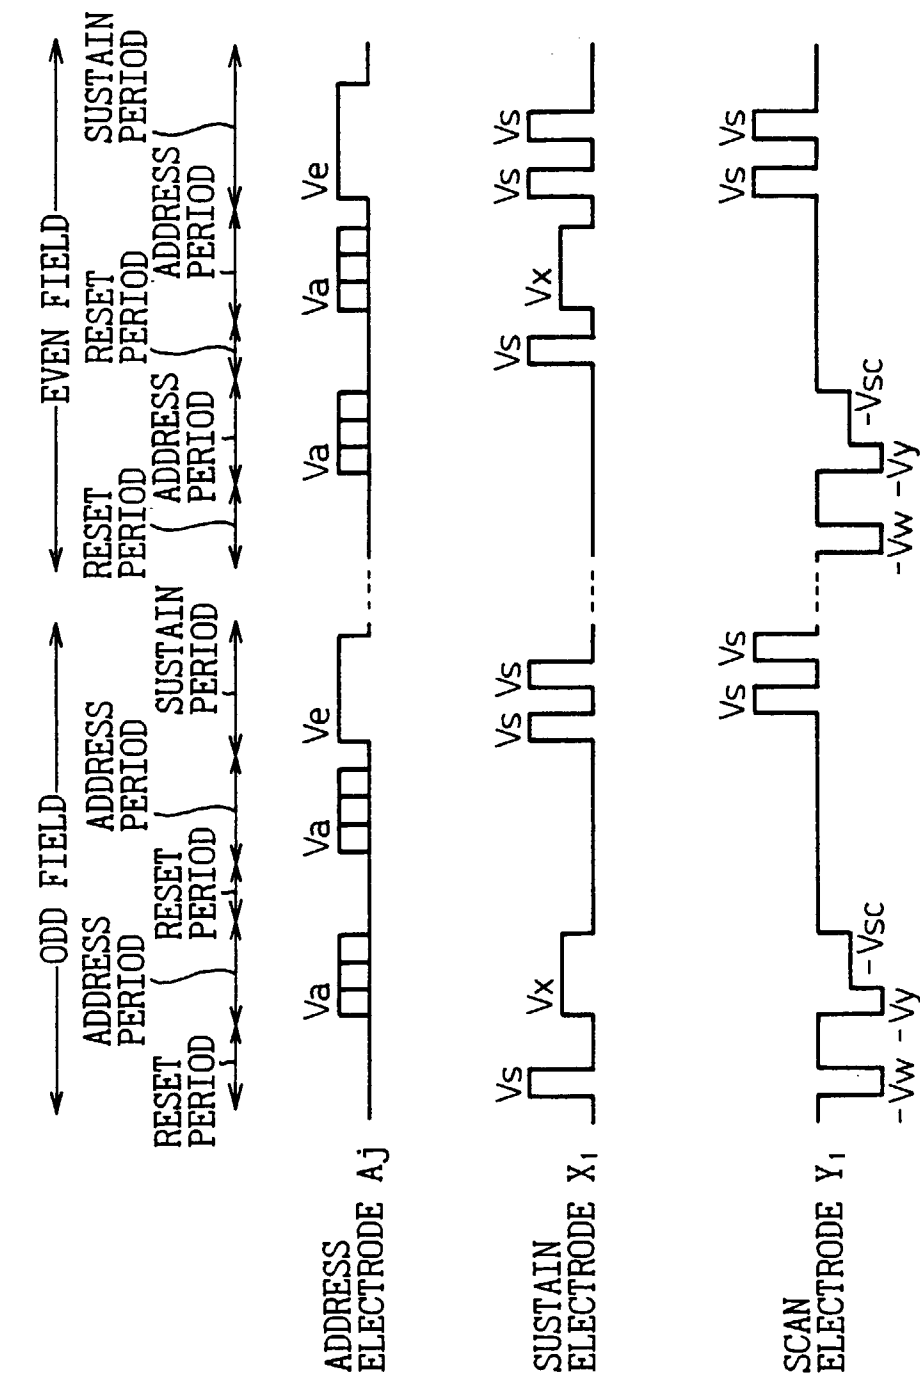 ODD FIELD
EVEN FIELD
RESET
PERIOD
ADDRESS
PERIOD
RESET
PERIOD
ADDRESS
PERIOD
SUSTAIN
PERIOD
RESET
PERIOD
ADDRESS
PERIOD
RESET
PERIOD
ADDRESS
PERIOD
SUSTAIN
PERIOD
ADDRESS
ELECTRODE Aj
Va
Va
Ve
Va
Va
Ve
SUSTAIN
ELECTRODE X1
Vs
Vx
Vs
Vs
Vs
Vx
Vs
Vs
SCAN
ELECTRODE Y1
-Vw
-Vy
-Vsc
Vs
Vs
-Vw
-Vy
-Vsc
Vs
Vs